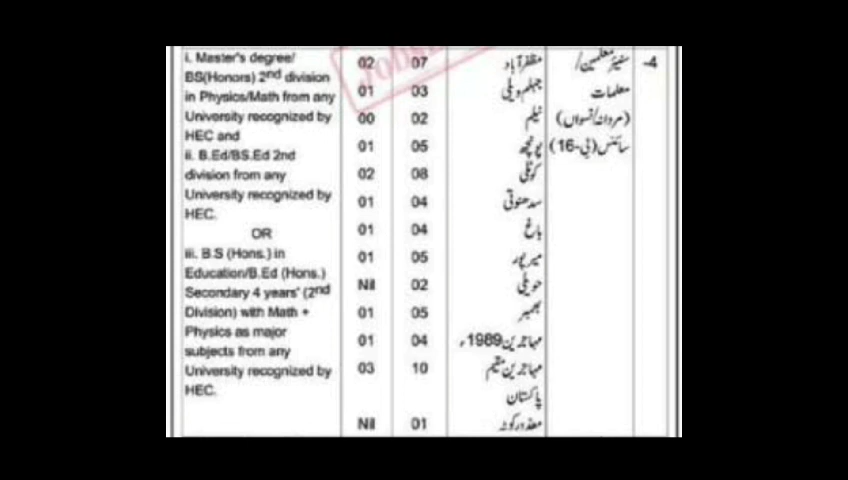 -4
سینئر معلمین/
معلمات
(مردانہ/نسواں)
سائنس(بی-16)
مظفرآباد 07 02
جہلم ویلی 03 01
نیلم 02 00
پونچھ 05 01
کوٹلی 08 02
سدھنوتی 04 01
باغ 04 01
میرپور 05 01
حویلی 02 Nil
بھمبر 05 01
مہاجرین 1989ء 04 01
مہاجرین مقیم 10 03
پاکستان
معذور کوٹہ 01 Nil
i. Master's degree/
BS(Honors) 2nd division
in Physics/Math from any
University recognized by
HEC and
ii. B.Ed/BS.Ed 2nd
division from any
University recognized by
HEC.
OR
iii. B.S (Hons.) in
Education/B.Ed (Hons.)
Secondary 4 years' (2nd
Division) with Math +
Physics as major
subjects from any
University recognized by
HEC.